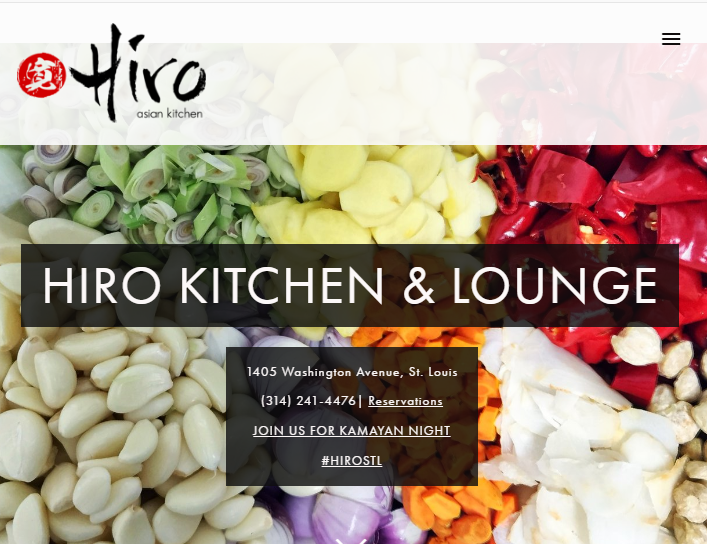 Hiro
asian kitchen
HIRO KITCHEN & LOUNGE
1405 Washington Avenue, St. Louis
(314) 241-4476| Reservations
JOIN US FOR KAMAYAN NIGHT
#HIROSTL